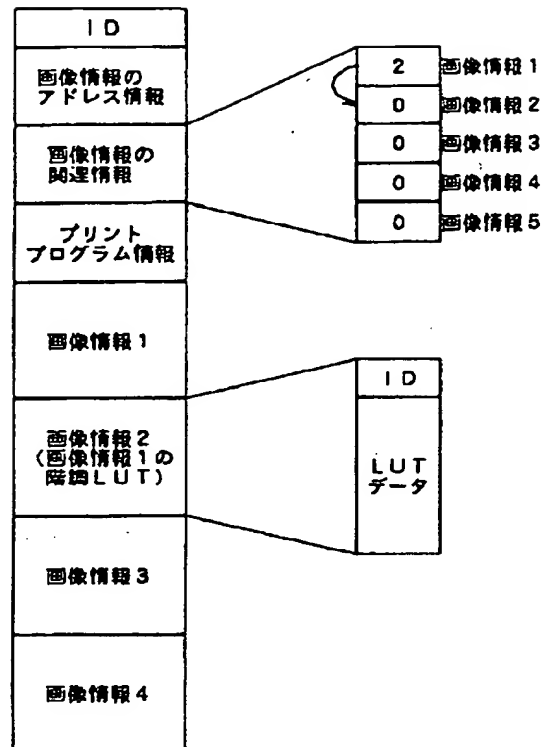 ID
画像情報の
アドレス情報
画像情報の
関連情報
プリント
プログラム情報
画像情報1
画像情報2
(画像情報1の
階調LUT)
画像情報3
画像情報4
2 画像情報1
0 画像情報2
0 画像情報3
0 画像情報4
0 画像情報5
ID
LUT
データ